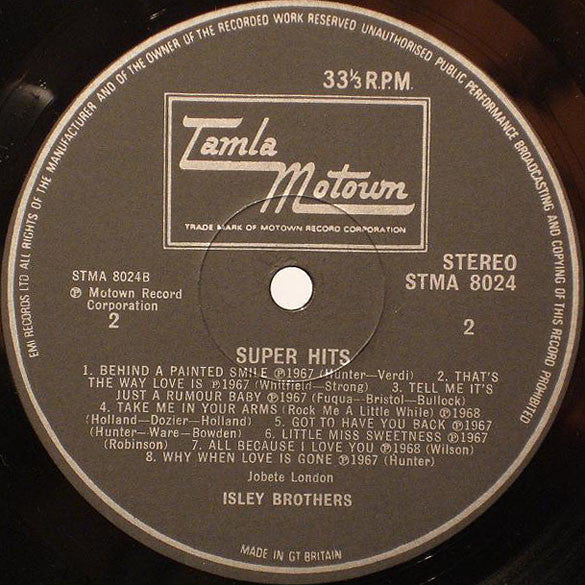 EMI RECORDS LTD ALL RIGHTS OF THE MANUFACTURER AND OF THE OWNER OF THE RECORDED WORK RESERVED UNAUTHORISED PUBLIC PERFORMANCE BROADCASTING AND COPYING OF THIS RECORD PROHIBITED
33⅓ R.P.M.
Tamla
Motown
TRADE MARK OF MOTOWN RECORD CORPORATION
STEREO
STMA 8024
STMA 8024B
℗ Motown Record
Corporation
2
2
SUPER HITS
1. BEHIND A PAINTED SMILE ℗1967 (Hunter—Verdi) 2. THAT'S
THE WAY LOVE IS ℗1967 (Whitfield—Strong) 3. TELL ME IT'S
JUST A RUMOUR BABY ℗1967 (Fuqua—Bristol—Bullock)
4. TAKE ME IN YOUR ARMS (Rock Me A Little While) ℗1968
(Holland—Dozier—Holland) 5. GOT TO HAVE YOU BACK ℗1967
(Hunter—Ware—Bowden) 6. LITTLE MISS SWEETNESS ℗1967
(Robinson) 7. ALL BECAUSE I LOVE YOU ℗1968 (Wilson)
8. WHY WHEN LOVE IS GONE ℗1967 (Hunter)
Jobete London
ISLEY BROTHERS
MADE IN GT BRITAIN